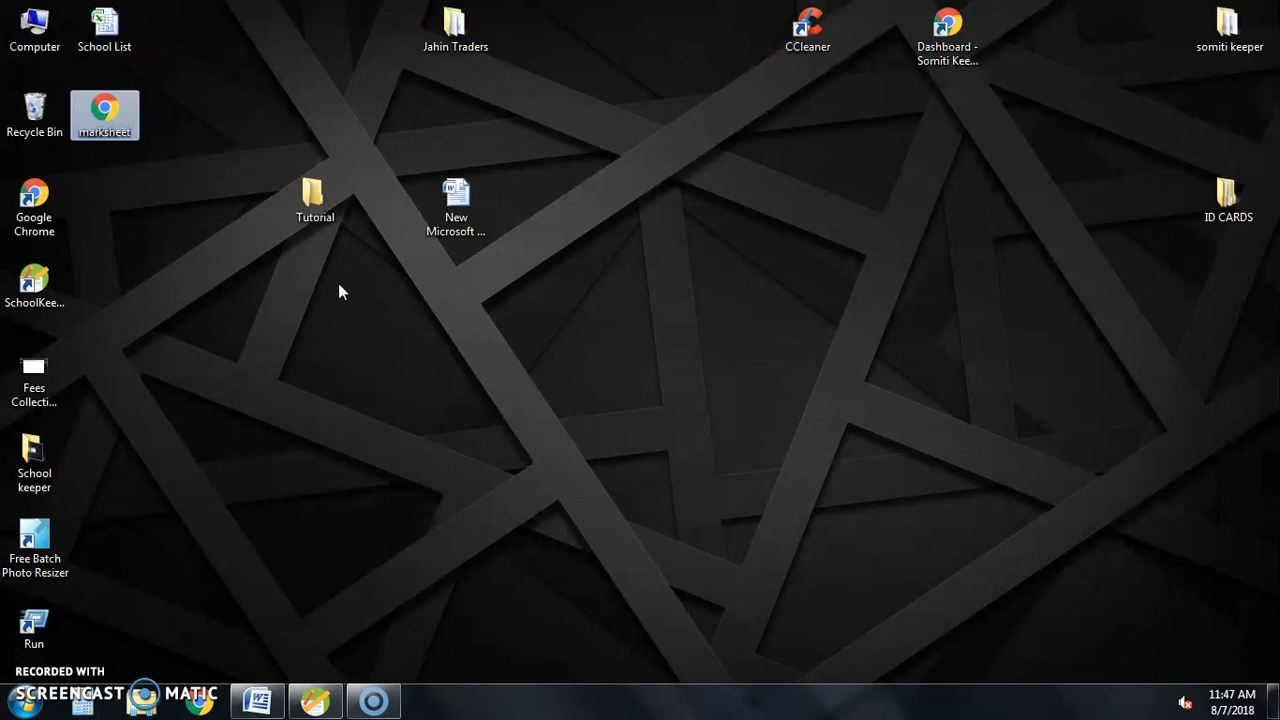 Computer
School List
Jahin Traders
CCleaner
Dashboard -
Somiti Kee...
somiti keeper
Recycle Bin
marksheet
Google
Chrome
Tutorial
New
Microsoft ...
ID CARDS
SchoolKee...
Fees
Collecti...
School
keeper
Free Batch
Photo Resizer
Run
RECORDED WITH
SCREENCAST MATIC
11:47 AM
8/7/2018